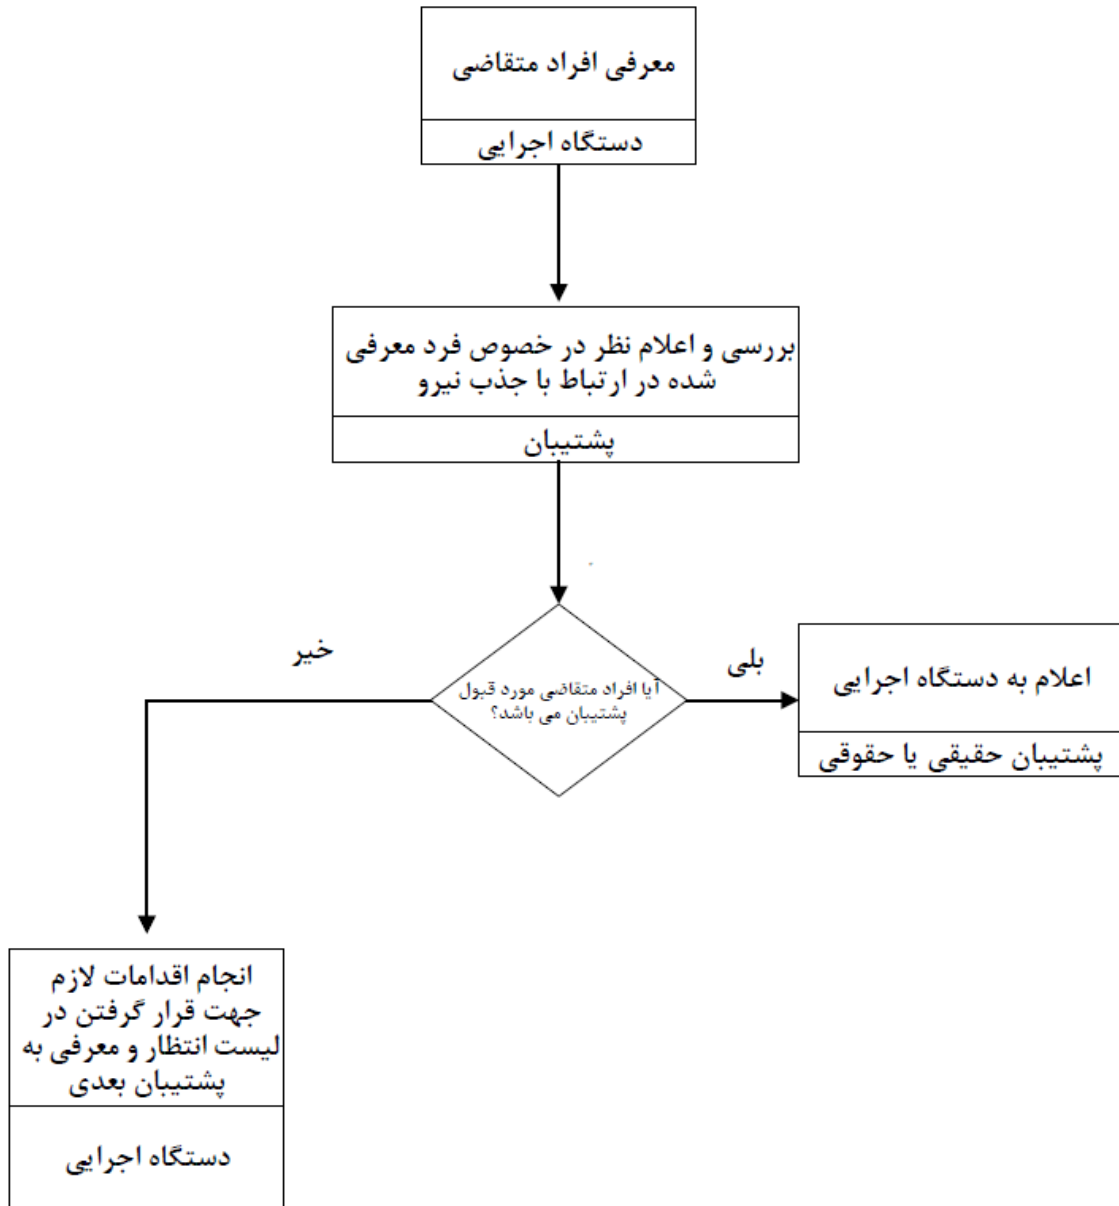 معرفی افراد متقاضی
دستگاه اجرایی
بررسی و اعلام نظر در خصوص فرد معرفی
شده در ارتباط با جذب نیرو
پشتیبان
آیا افراد متقاضی مورد قبول
پشتیبان می باشد؟
بلی
اعلام به دستگاه اجرایی
پشتیبان حقیقی یا حقوقی
خیر
انجام اقدامات لازم
جهت قرار گرفتن در
لیست انتظار و معرفی به
پشتیبان بعدی
دستگاه اجرایی